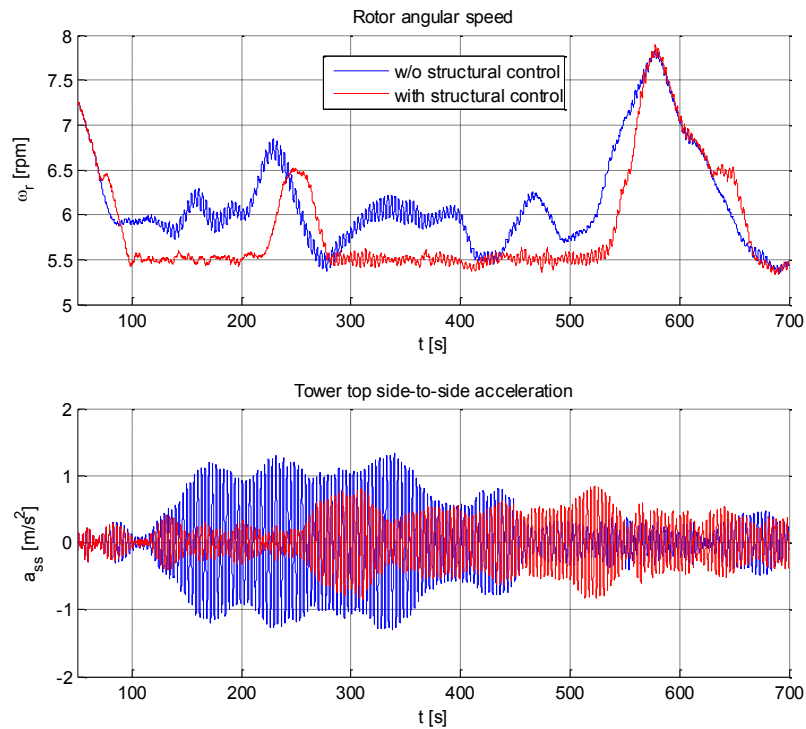 Rotor angular speed
8
7.5
7
6.5
6
5.5
5
ωr [rpm]
w/o structural control
with structural control
100 200 300 400 500 600 700
t [s]
Tower top side-to-side acceleration
2
1
0
-1
-2
ass [m/s²]
100 200 300 400 500 600 700
t [s]